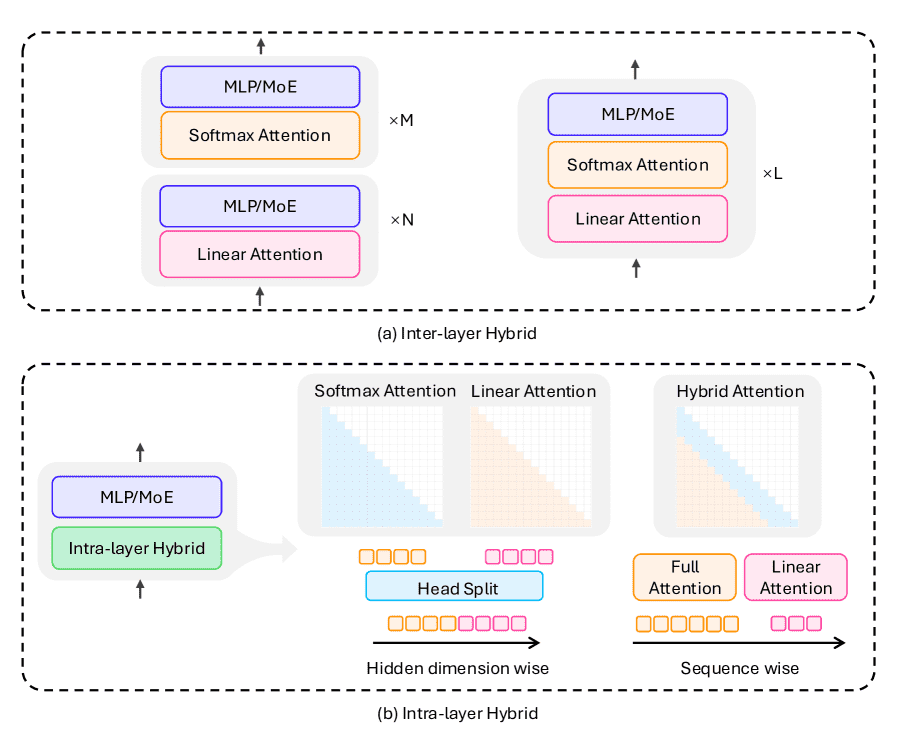 MLP/MoE
Softmax Attention
×M
MLP/MoE
Linear Attention
×N
MLP/MoE
Softmax Attention
Linear Attention
×L
(a) Inter-layer Hybrid
MLP/MoE
Intra-layer Hybrid
Softmax Attention
Linear Attention
Head Split
Hidden dimension wise
Hybrid Attention
Full
Attention
Linear
Attention
Sequence wise
(b) Intra-layer Hybrid